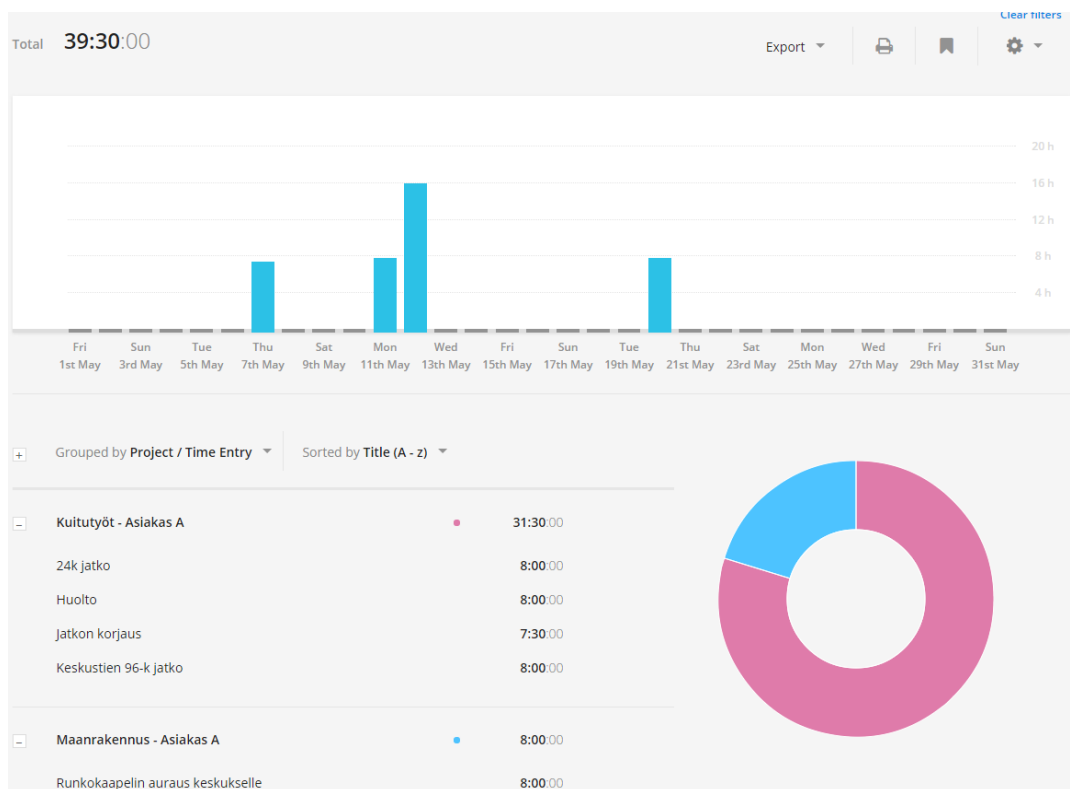 Clear filters
Total 39:30:00
Export
20 h
16 h
12 h
8 h
4 h
Fri Sun Tue Thu Sat Mon Wed Fri Sun Tue Thu Sat Mon Wed Fri Sun
1st May 3rd May 5th May 7th May 9th May 11th May 13th May 15th May 17th May 19th May 21st May 23rd May 25th May 27th May 29th May 31st May
Grouped by Project / Time Entry Sorted by Title (A - z)
Kuitutyöt - Asiakas A 31:30:00
24k jatko 8:00:00
Huolto 8:00:00
Jatkon korjaus 7:30:00
Keskustien 96-k jatko 8:00:00
Maanrakennus - Asiakas A 8:00:00
Runkokaapelin auraus keskukselle 8:00:00